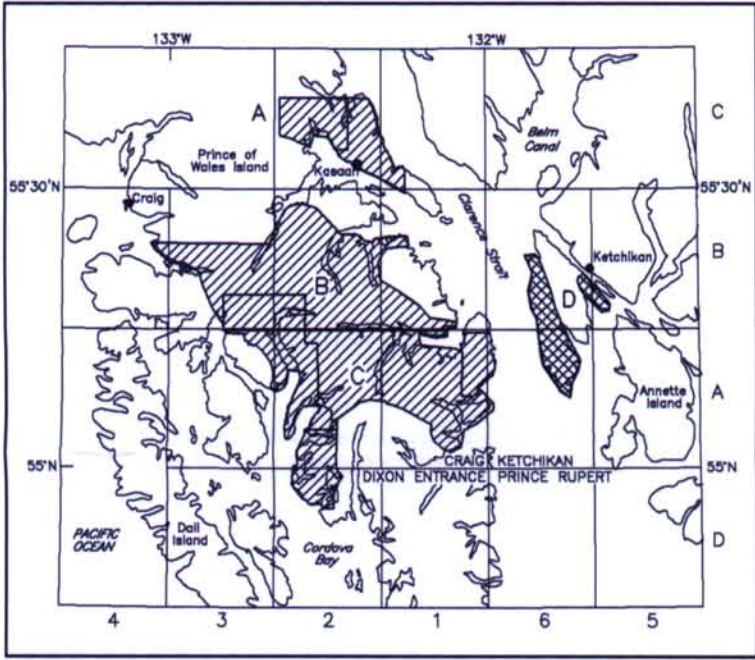 133°W
132°W
A
C
Prince of
Wales Island
Kasaan
Behm
Canal
55°30'N
55°30'N
Craig
Clarence Strait
Ketchikan
B
B
D
C
Annette
Island
A
55°N
CRAIG
KETCHIKAN
55°N
DIXON ENTRANCE
PRINCE RUPERT
PACIFIC
OCEAN
Dall
Island
Cordova
Bay
D
4
3
2
1
6
5